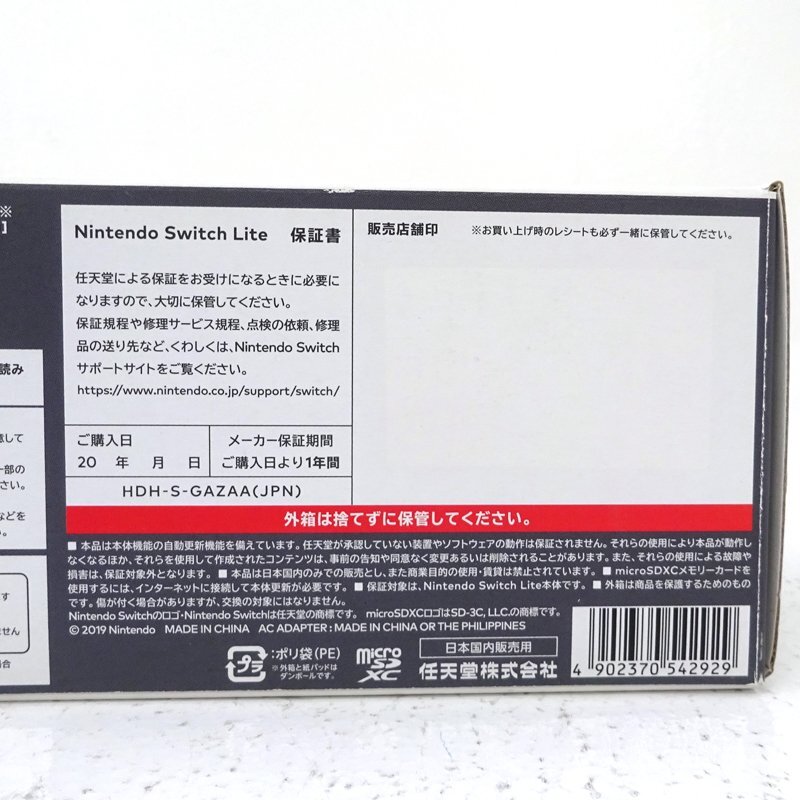 ※
]
読み
意して
一部の
さい。
などを
。
す
ません
場合
Nintendo Switch Lite 保証書
任天堂による保証をお受けになるときに必要に
なりますので、大切に保管してください。
保証規程や修理サービス規程、点検の依頼、修理
品の送り先など、くわしくは、Nintendo Switch
サポートサイトをご覧ください。
https://www.nintendo.co.jp/support/switch/
ご購入日
20 年 月 日
メーカー保証期間
ご購入日より1年間
HDH-S-GAZAA(JPN)
販売店舗印 ※お買い上げ時のレシートも必ず一緒に保管してください。
外箱は捨てずに保管してください。
■ 本品は本体機能の自動更新機能を備えています。任天堂が承認していない装置やソフトウェアの動作は保証されません。それらの使用により本品が動作し
なくなるほか、それらを使用して作成されたコンテンツは、事前の告知や同意なく変更あるいは削除されることがあります。また、それらの使用による故障や
損害は、保証対象外となります。 ■ 本品は日本国内のみでの販売とし、また商業目的の使用・賃貸は禁止されています。 ■ microSDXCメモリーカードを
使用するには、インターネットに接続して本体更新が必要です。 ■ 保証対象は、Nintendo Switch Lite本体です。 ■ 外箱は商品を保護するためのもの
です。傷が付く場合がありますが、交換の対象にはなりません。
Nintendo Switchのロゴ・Nintendo Switchは任天堂の商標です。 microSDXCロゴはSD-3C, LLC.の商標です。
© 2019 Nintendo MADE IN CHINA AC ADAPTER : MADE IN CHINA OR THE PHILIPPINES
プラ
:ポリ袋(PE)
※外箱と紙パッドは
ダンボールです。
micro
SD
XC
日本国内販売用
任天堂株式会社
4 902370 542929